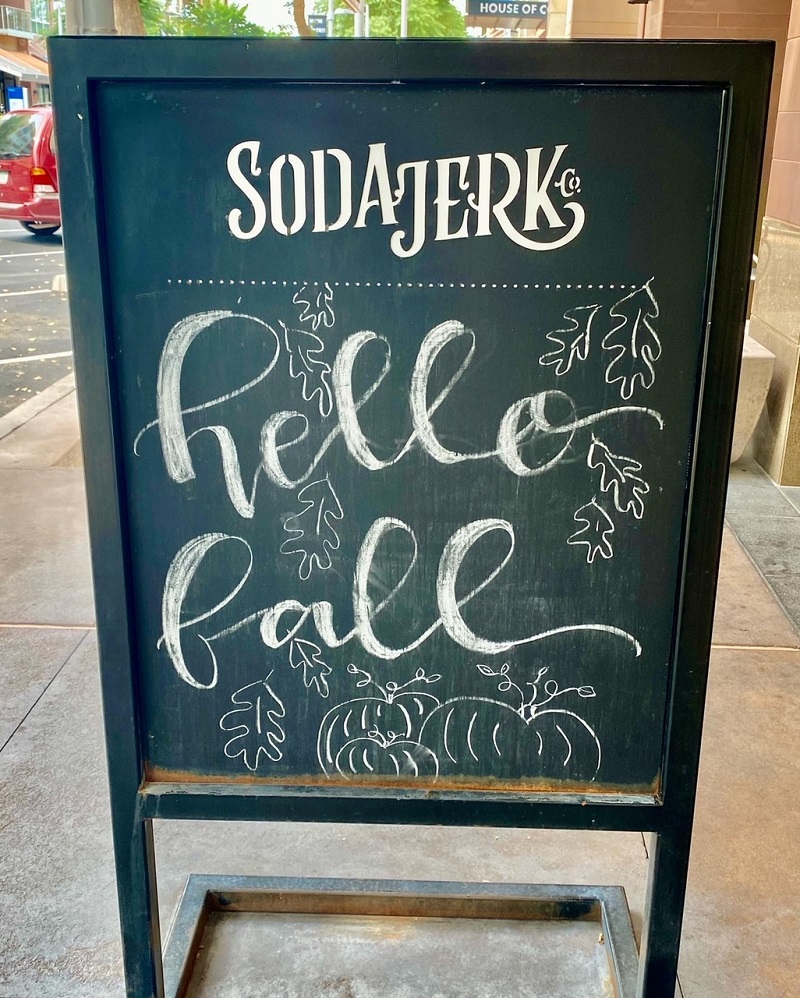 HOUSE OF C
SODAJERK Co.
hello
fall